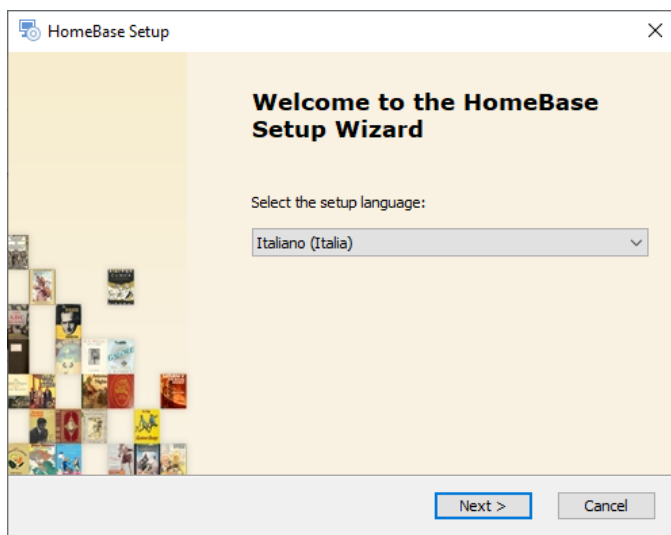 HomeBase Setup
Welcome to the HomeBase
Setup Wizard
Select the setup language:
Italiano (Italia)
Next >
Cancel